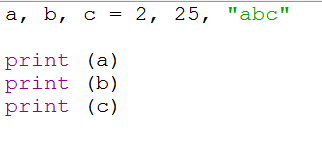 a, b, c = 2, 25, "abc"
print (a)
print (b)
print (c)